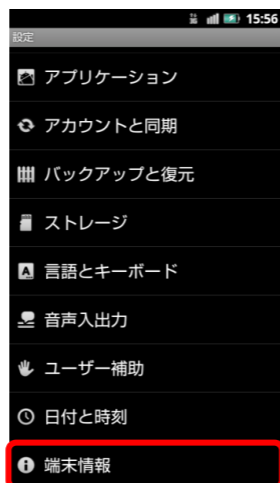 15:56
設定
アプリケーション
アカウントと同期
バックアップと復元
ストレージ
言語とキーボード
音声入出力
ユーザー補助
日付と時刻
端末情報